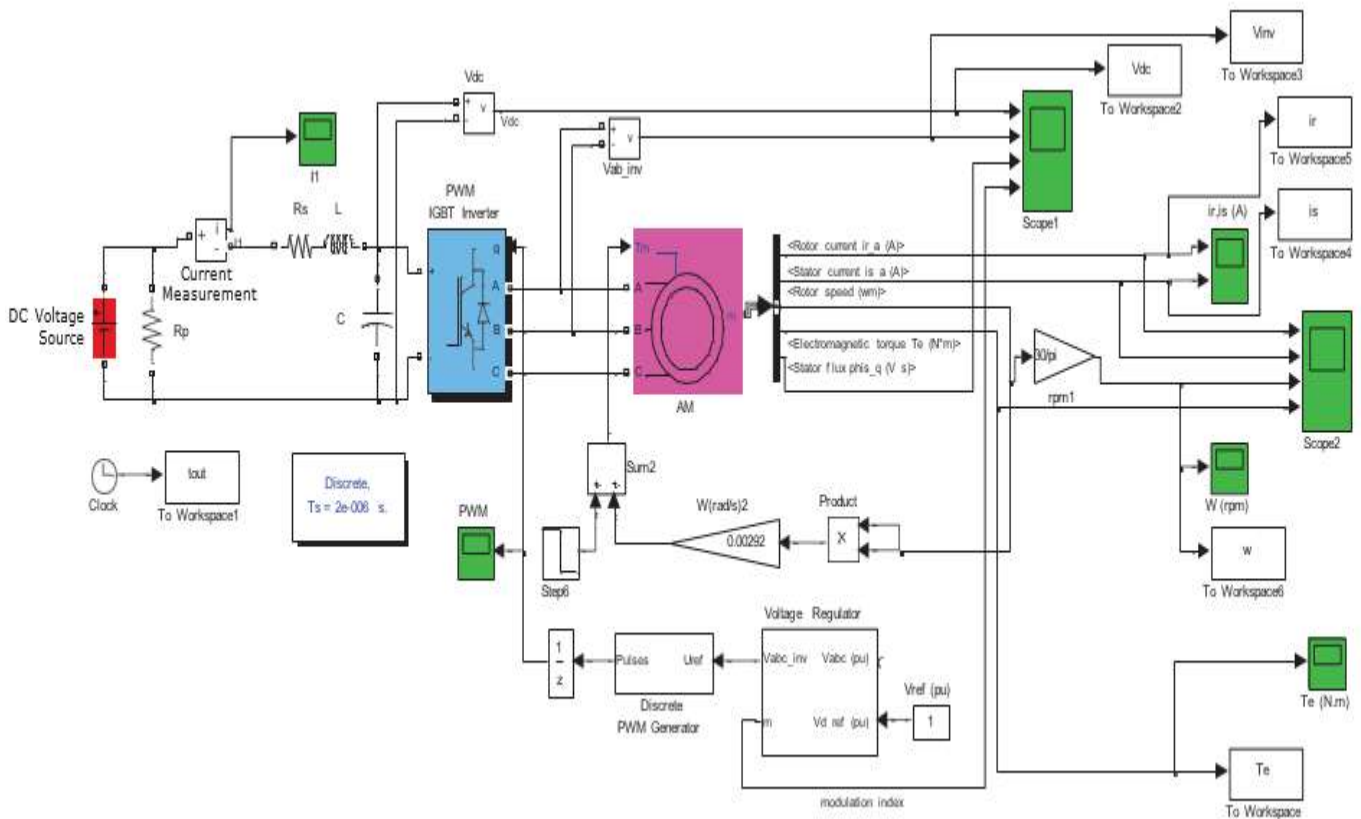 Vinv
To Workspace3
Vdc
To Workspace2
Vdc
+
-
v
Vdc
+
-
v
Vab_inv
Scope1
ir
To Workspace5
is
To Workspace4
ir,is (A)
I1
Rs
L
+
i
-
I1
Current
Measurement
DC Voltage
Source
Rp
C
PWM
IGBT Inverter
g
+
A
B
-
C
Tm
A
B
C
m
AM
<Rotor current ir_a (A)>
<Stator current is_a (A)>
<Rotor speed (wm)>
<Electromagnetic torque Te (N*m)>
<Stator flux phis_q (V s)>
30/pi
rpm1
Scope2
Clock
tout
To Workspace1
Discrete,
Ts = 2e-006 s.
Sum2
+
+
W(rad/s)2
0.00292
Product
X
W (rpm)
w
To Workspace6
PWM
Step6
1
z
Pulses
Uref
Discrete
PWM Generator
Voltage Regulator
Vabc_inv
Vabc (pu)
m
Vd ref (pu)
Vref (pu)
1
modulation index
Te (N.m)
Te
To Workspace